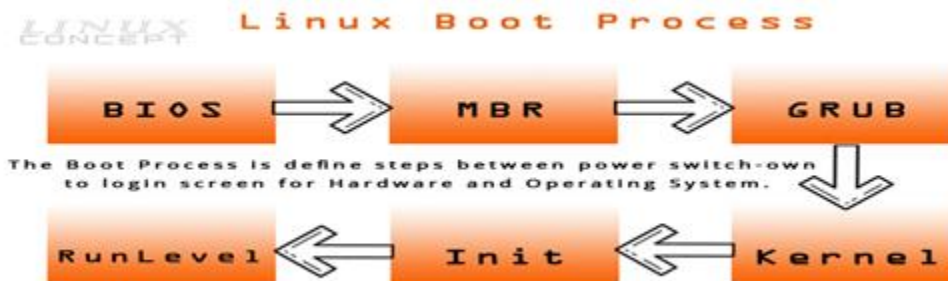 LINUX
CONCEPT
Linux Boot Process
BIOS
MBR
GRUB
The Boot Process is define steps between power switch-own
to login screen for Hardware and Operating System.
RunLevel
Init
Kernel